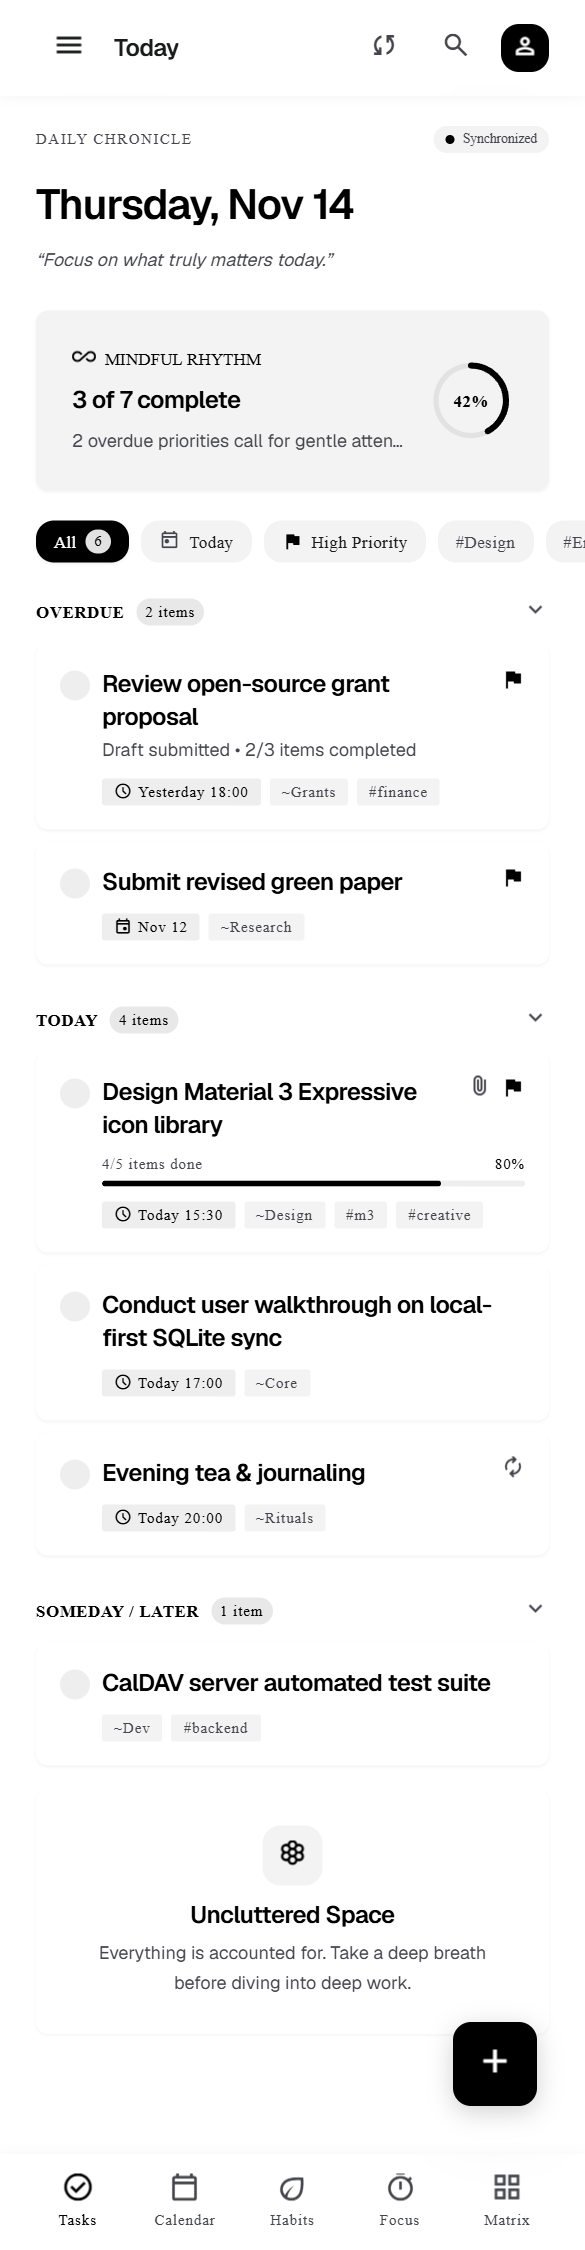 Today
DAILY CHRONICLE
Synchronized
Thursday, Nov 14
“Focus on what truly matters today.”
MINDFUL RHYTHM
3 of 7 complete
42%
2 overdue priorities call for gentle atten...
All 6
Today
High Priority
#Design
OVERDUE 2 items
Review open-source grant
proposal
Draft submitted • 2/3 items completed
Yesterday 18:00 ~Grants #finance
Submit revised green paper
Nov 12 ~Research
TODAY 4 items
Design Material 3 Expressive
icon library
4/5 items done 80%
Today 15:30 ~Design #m3 #creative
Conduct user walkthrough on local-
first SQLite sync
Today 17:00 ~Core
Evening tea & journaling
Today 20:00 ~Rituals
SOMEDAY / LATER 1 item
CalDAV server automated test suite
~Dev #backend
Uncluttered Space
Everything is accounted for. Take a deep breath
before diving into deep work.
Tasks
Calendar
Habits
Focus
Matrix